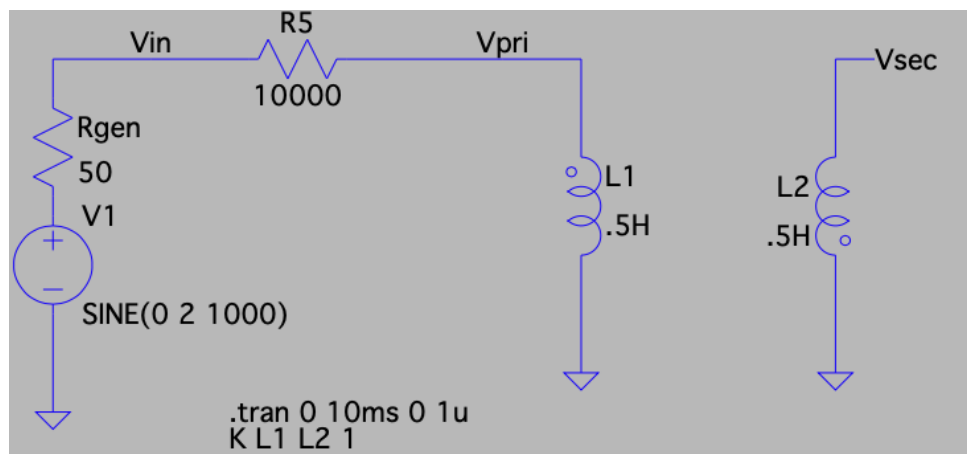 R5
Vin
Vpri
Vsec
10000
Rgen
50
V1
L1
L2
.5H
.5H
SINE(0 2 1000)
.tran 0 10ms 0 1u
K L1 L2 1